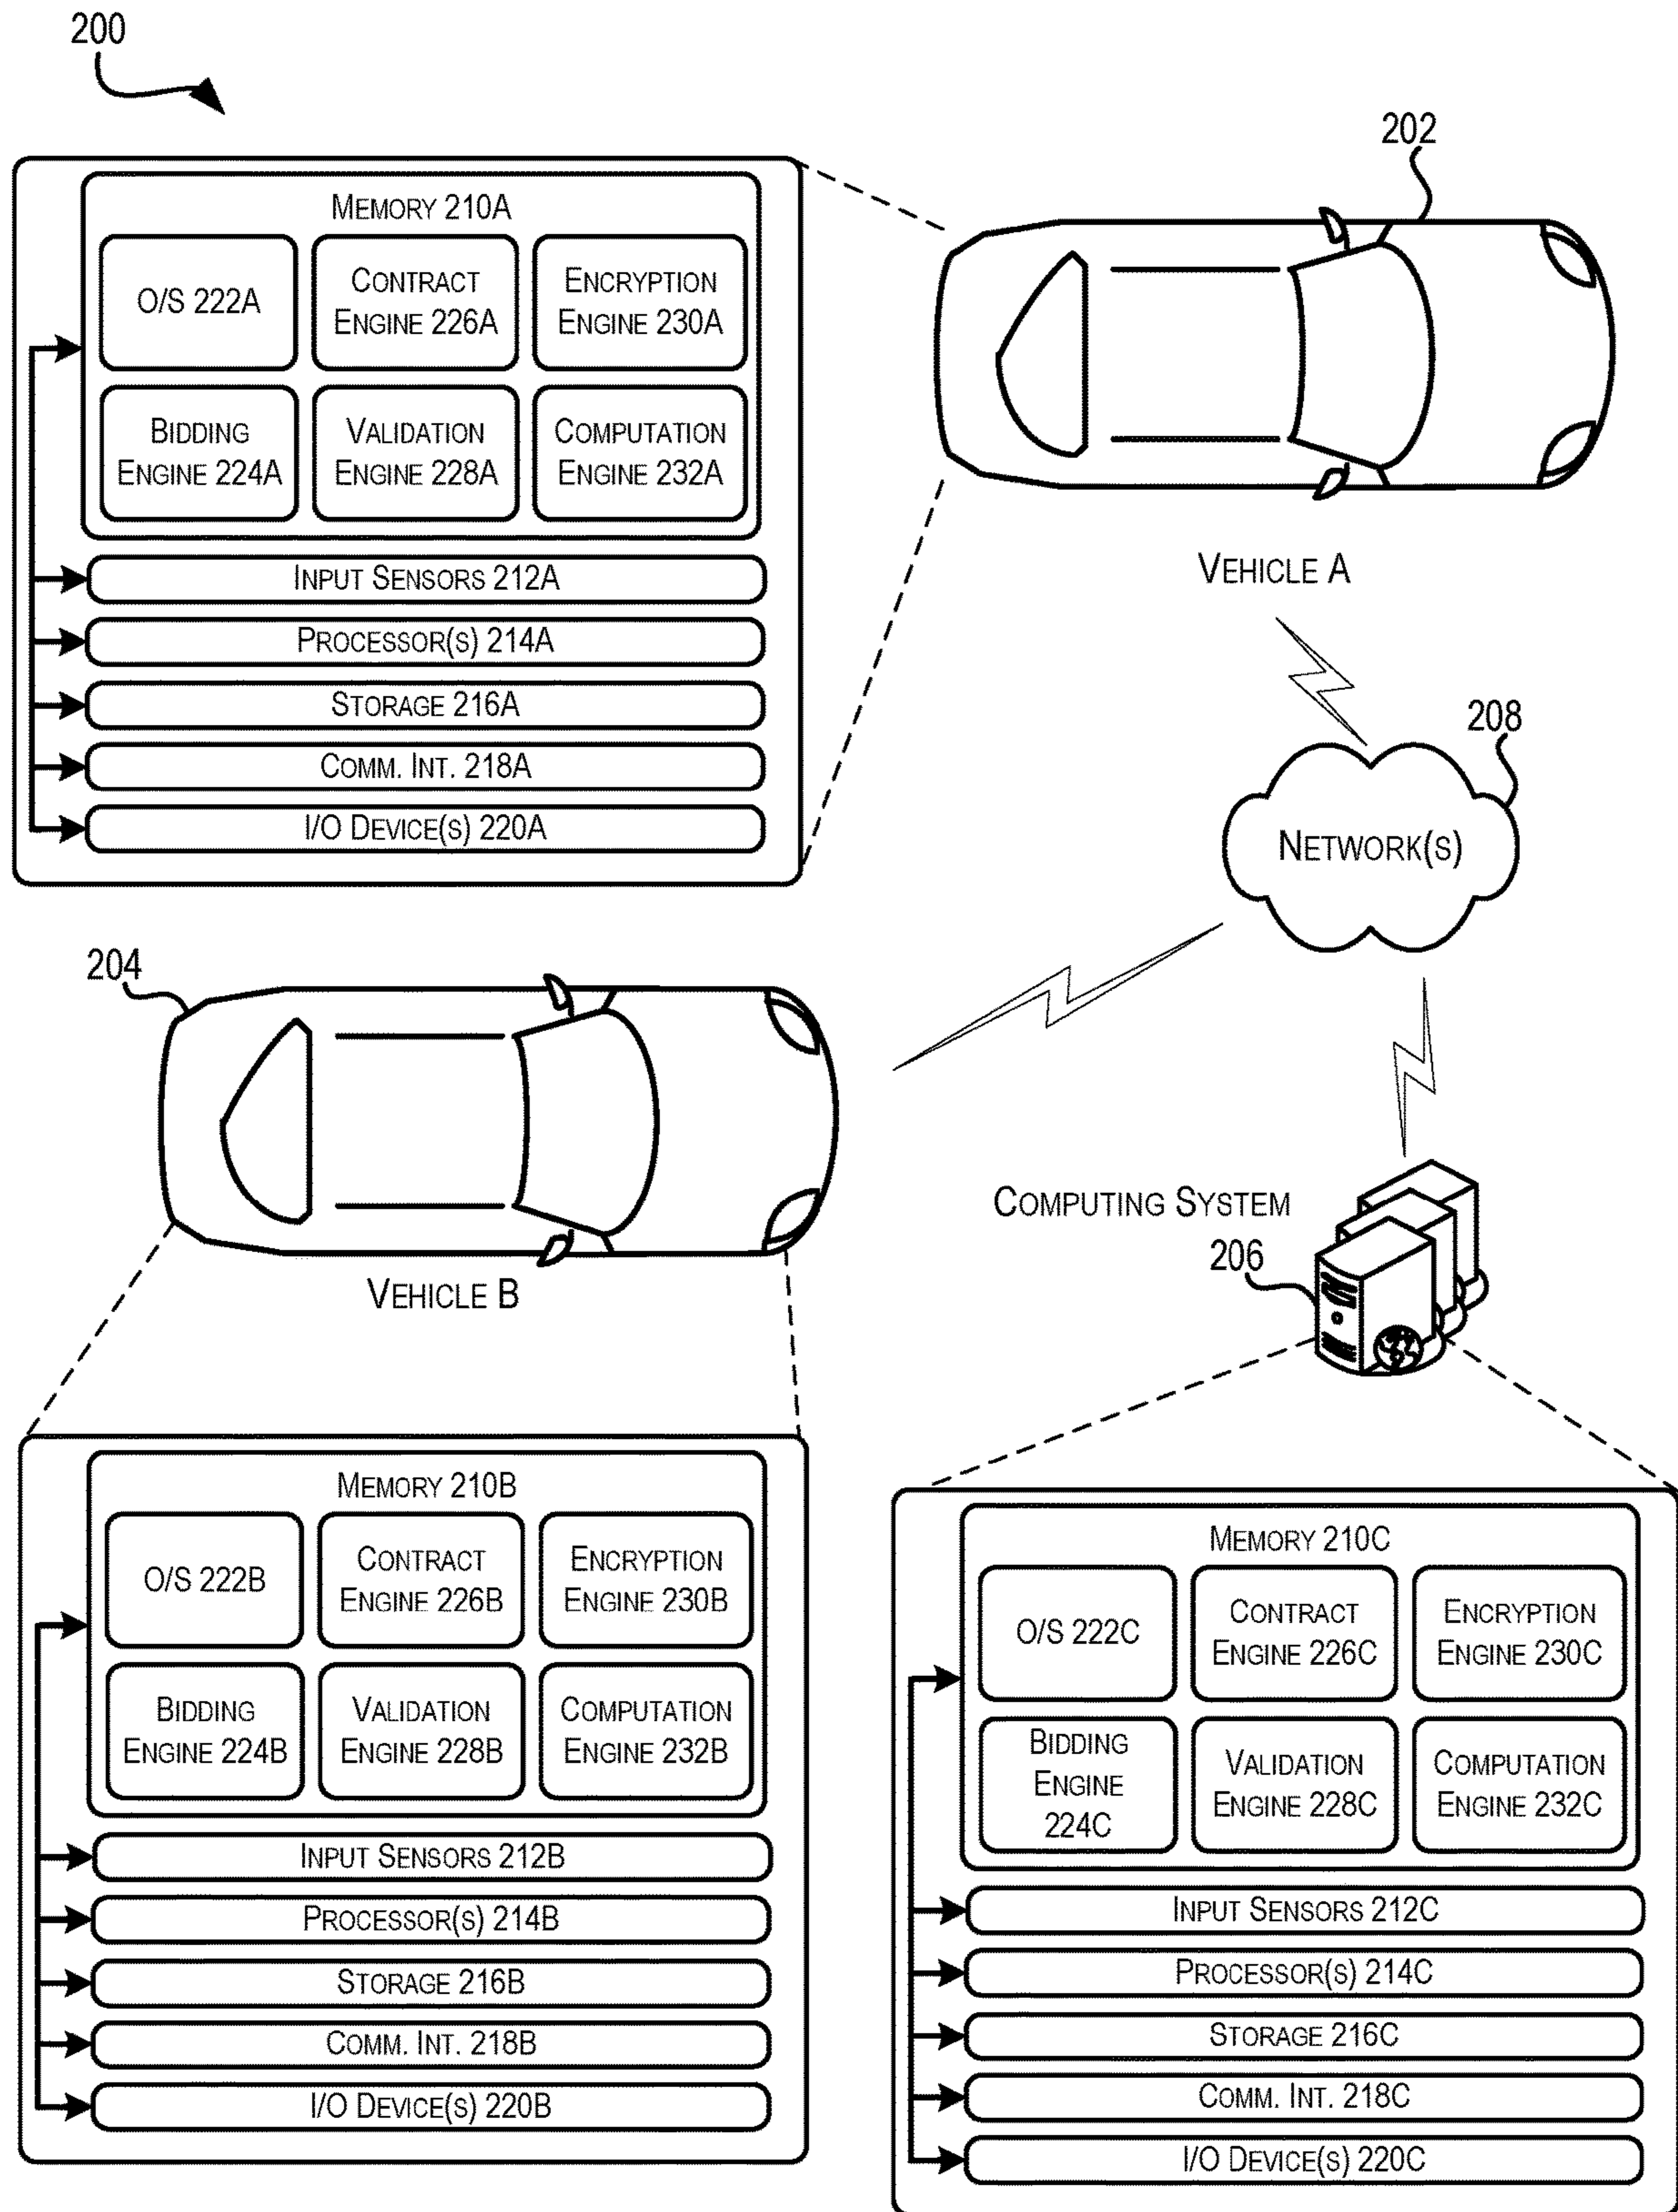 200
202
MEMORY 210A
O/S 222A
CONTRACT
ENGINE 226A
ENCRYPTION
ENGINE 230A
BIDDING
ENGINE 224A
VALIDATION
ENGINE 228A
COMPUTATION
ENGINE 232A
INPUT SENSORS 212A
PROCESSOR(S) 214A
STORAGE 216A
COMM. INT. 218A
I/O DEVICE(S) 220A
VEHICLE A
208
NETWORK(S)
204
VEHICLE B
COMPUTING SYSTEM
206
MEMORY 210B
O/S 222B
CONTRACT
ENGINE 226B
ENCRYPTION
ENGINE 230B
BIDDING
ENGINE 224B
VALIDATION
ENGINE 228B
COMPUTATION
ENGINE 232B
INPUT SENSORS 212B
PROCESSOR(S) 214B
STORAGE 216B
COMM. INT. 218B
I/O DEVICE(S) 220B
MEMORY 210C
O/S 222C
CONTRACT
ENGINE 226C
ENCRYPTION
ENGINE 230C
BIDDING
ENGINE
224C
VALIDATION
ENGINE 228C
COMPUTATION
ENGINE 232C
INPUT SENSORS 212C
PROCESSOR(S) 214C
STORAGE 216C
COMM. INT. 218C
I/O DEVICE(S) 220C